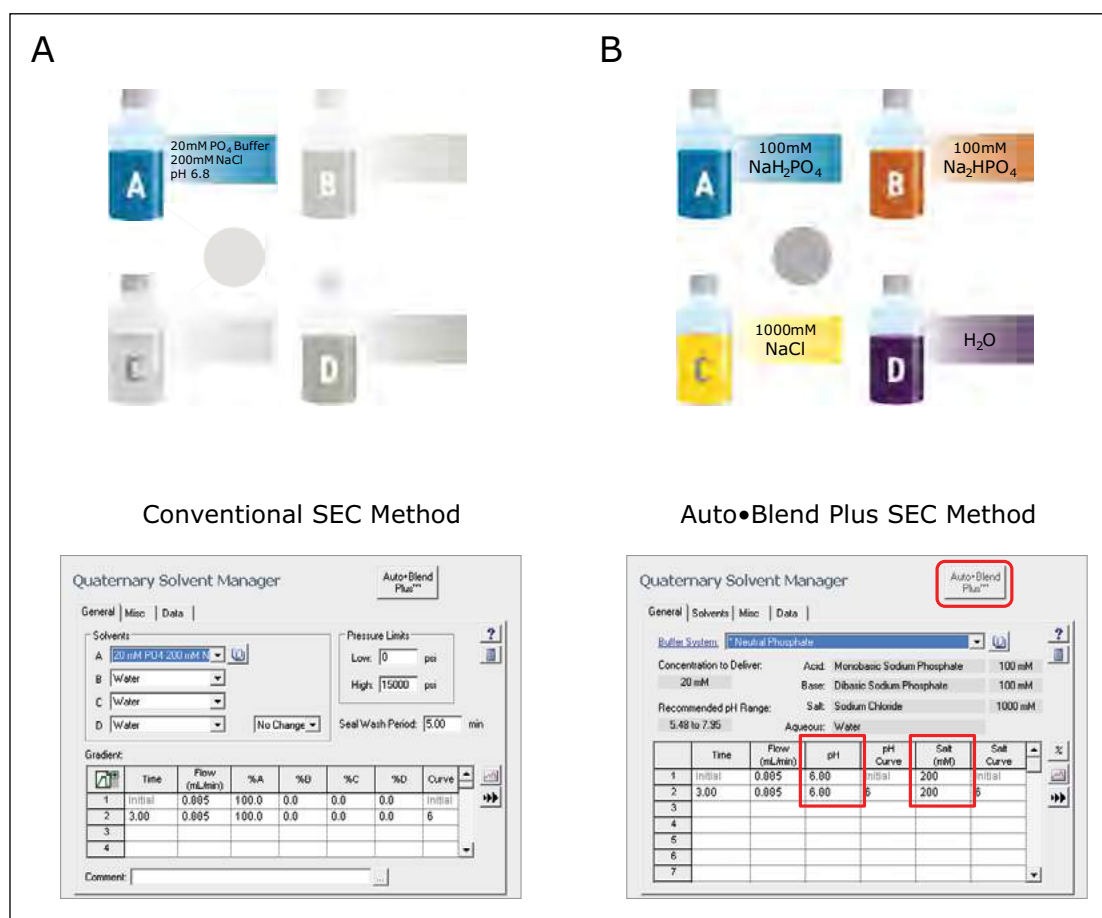 A
20mM PO₄ Buffer
200mM NaCl
pH 6.8
A
B
C
D
Conventional SEC Method
Quaternary Solvent Manager
Auto•Blend
Plus™
General | Misc | Data |
Solvents
A 20 mM PO4 200 mM N
B Water
C Water
D Water
No Change
Pressure Limits
Low: 0 psi
High: 15000 psi
Seal Wash Period: 5.00 min
?
Gradient:
Time Flow (mL/min) %A %B %C %D Curve
1 Initial 0.885 100.0 0.0 0.0 0.0 Initial
2 3.00 0.885 100.0 0.0 0.0 0.0 6
3
4
Comment:
...
B
100mM
NaH₂PO₄
A
100mM
Na₂HPO₄
B
1000mM
NaCl
C
H₂O
D
Auto•Blend Plus SEC Method
Quaternary Solvent Manager
Auto•Blend
Plus™
General | Solvents | Misc | Data |
Buffer System: * Neutral Phosphate
?
Concentration to Deliver: Acid: Monobasic Sodium Phosphate 100 mM
20 mM Base: Dibasic Sodium Phosphate 100 mM
Recommended pH Range: Salt: Sodium Chloride 1000 mM
5.48 to 7.95 Aqueous: Water
Time Flow (mL/min) pH pH Curve Salt (mM) Salt Curve
%
1 Initial 0.885 6.80 Initial 200 Initial
2 3.00 0.885 6.80 6 200 6
3
4
5
6
7